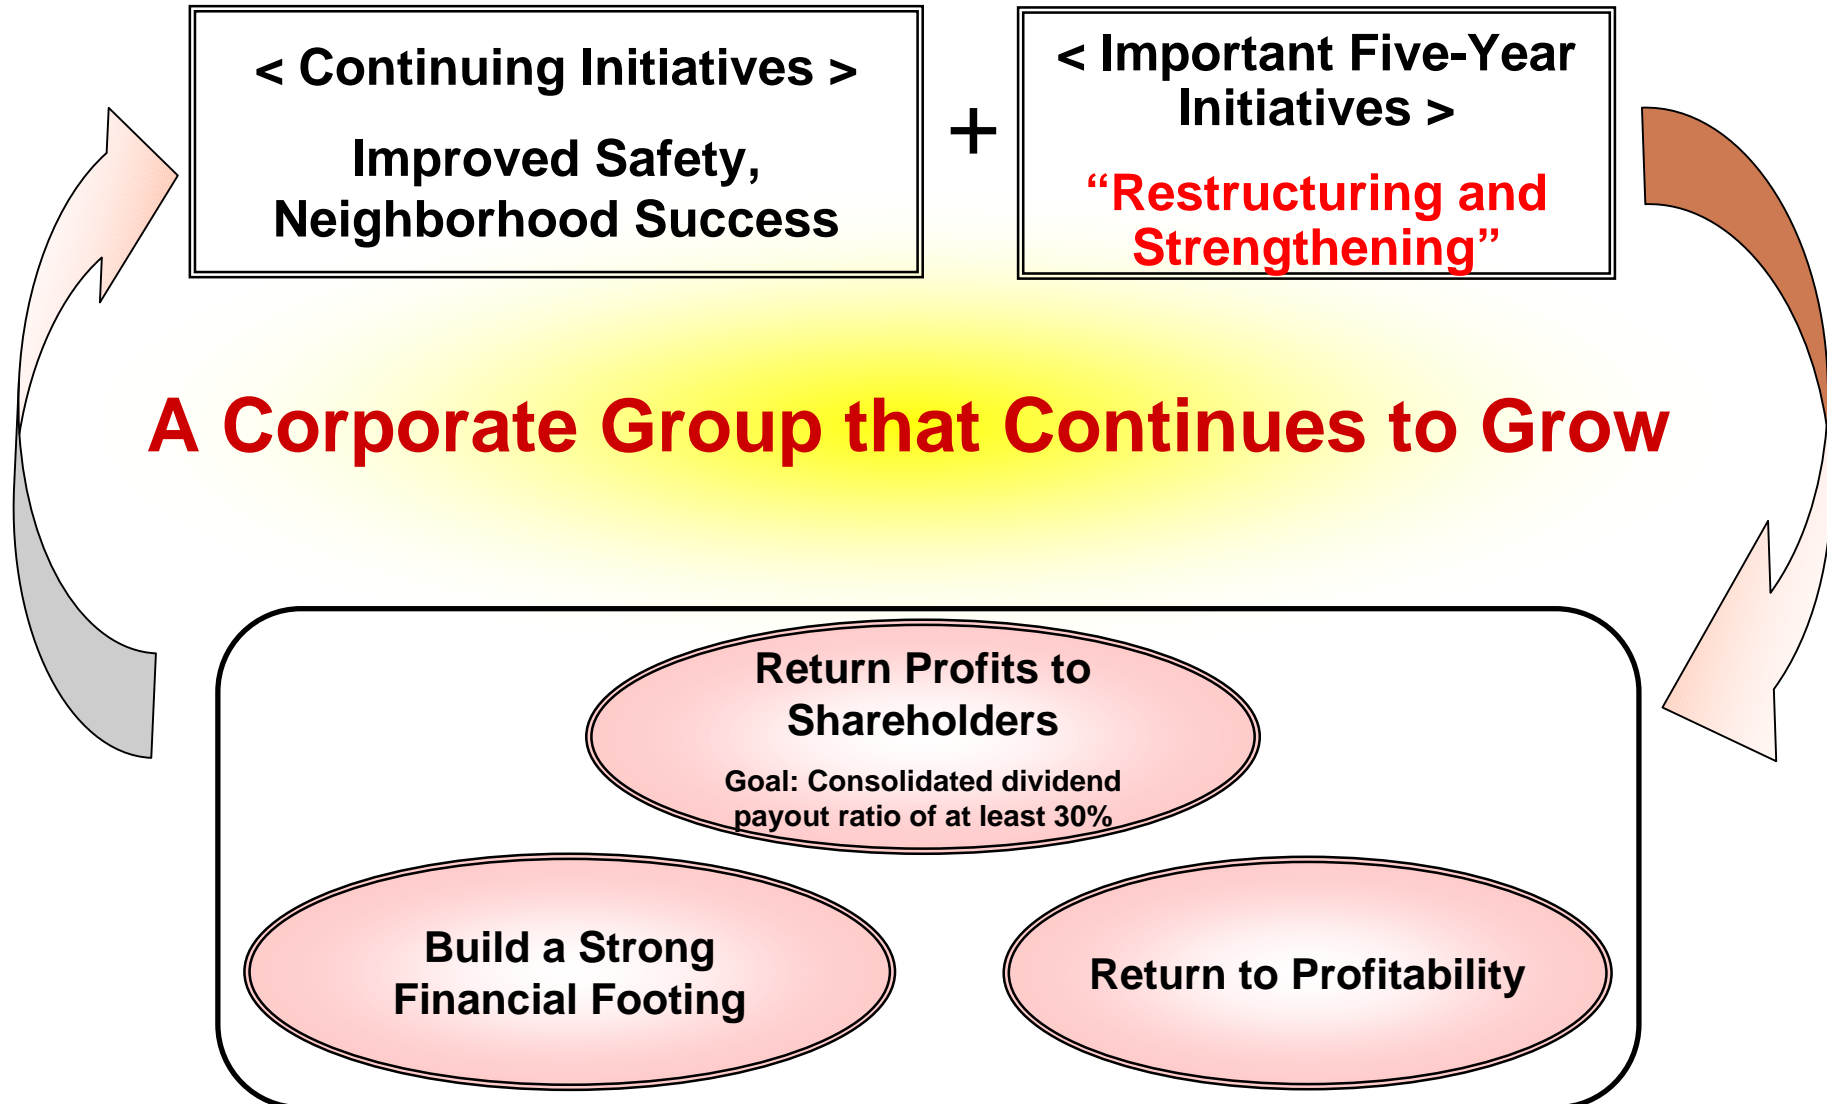 < Continuing Initiatives >
Improved Safety,
Neighborhood Success
+
< Important Five-Year
Initiatives >
“Restructuring and
Strengthening”
A Corporate Group that Continues to Grow
Return Profits to
Shareholders
Goal: Consolidated dividend
payout ratio of at least 30%
Build a Strong
Financial Footing
Return to Profitability